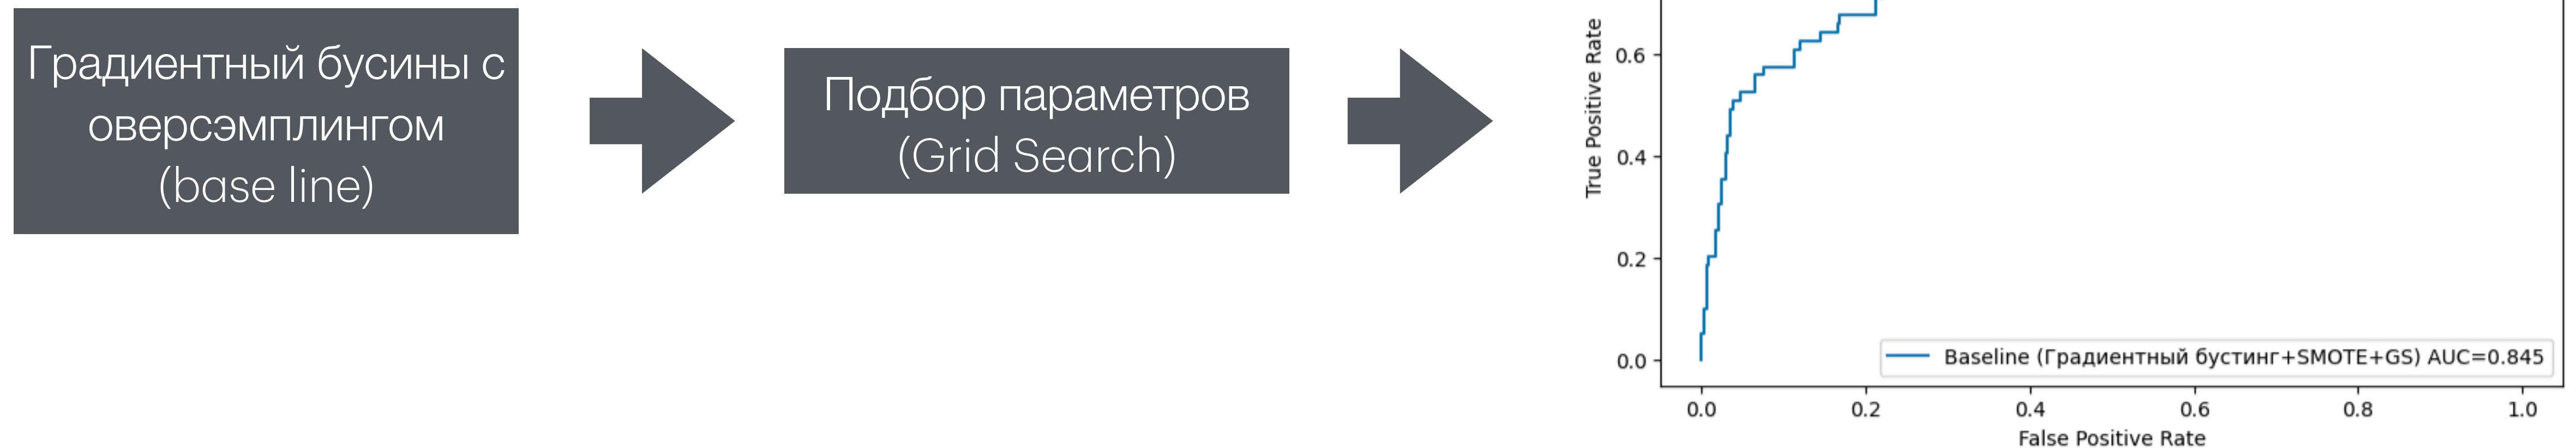 Градиентный бусины с
оверсэмплингом
(base line)
Подбор параметров
(Grid Search)
True Positive Rate
0.6
0.4
0.2
0.0
Baseline (Градиентный бустинг+SMOTE+GS) AUC=0.845
0.0 0.2 0.4 0.6 0.8 1.0
False Positive Rate